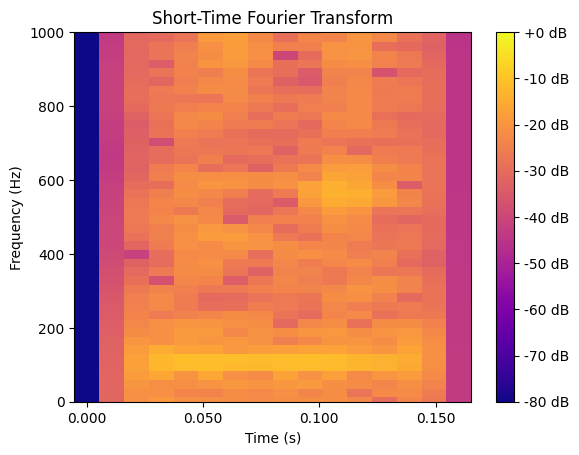 Short-Time Fourier Transform
Frequency (Hz)
1000
800
600
400
200
0
0.000
0.050
0.100
0.150
Time (s)
+0 dB
-10 dB
-20 dB
-30 dB
-40 dB
-50 dB
-60 dB
-70 dB
-80 dB